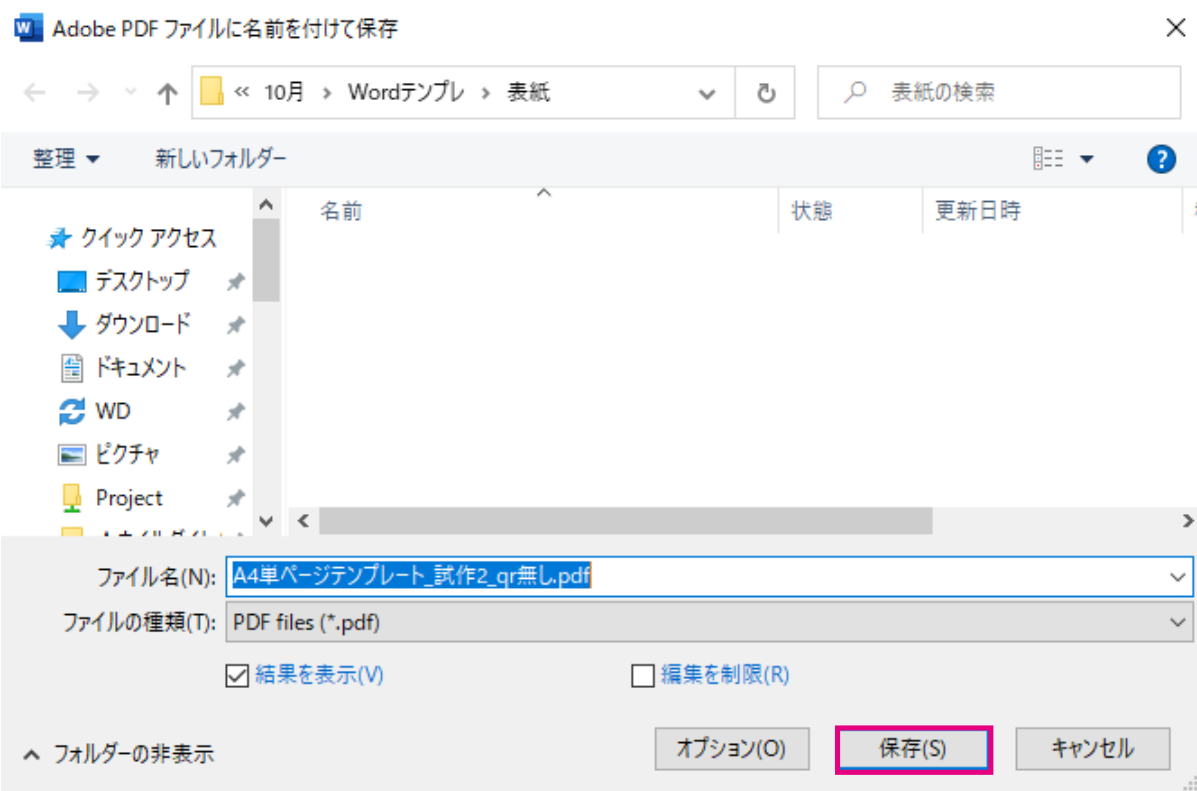 Adobe PDF ファイルに名前を付けて保存
« 10月 › Wordテンプレ › 表紙
表紙の検索
整理
新しいフォルダー
名前
状態
更新日時
クイック アクセス
デスクトップ
ダウンロード
ドキュメント
WD
ピクチャ
Project
ファイル名(N):
A4単ページテンプレート_試作2_qr無し.pdf
ファイルの種類(T):
PDF files (*.pdf)
結果を表示(V)
編集を制限(R)
フォルダーの非表示
オプション(O)
保存(S)
キャンセル